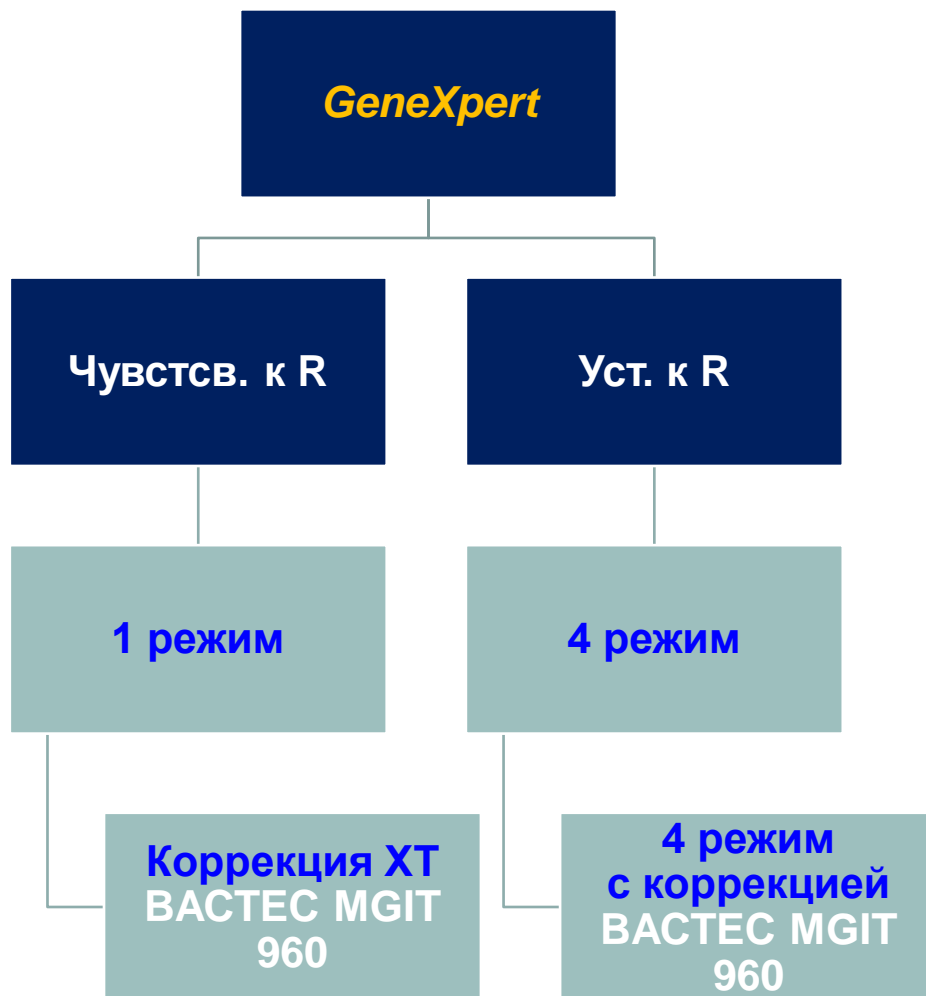 GeneXpert
Чувстсв. к R
Уст. к R
1 режим
4 режим
Коррекция ХТ
BACTEC MGIT
960
4 режим
с коррекцией
BACTEC MGIT
960